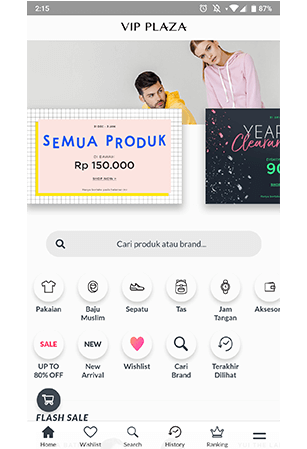 2:15
87%
VIP PLAZA
SEMUA PRODUK
DI BAWAH
Rp 150.000
SHOP NOW >
YEAR
Clearan
90
Cari produk atau brand...
Pakaian
Baju
Muslim
Sepatu
Tas
Jam
Tangan
Aksesor
SALE
UP TO
80% OFF
NEW
New
Arrival
Wishlist
Cari
Brand
Terakhir
Dilihat
FLASH SALE
Home
Wishlist
Search
History
Ranking